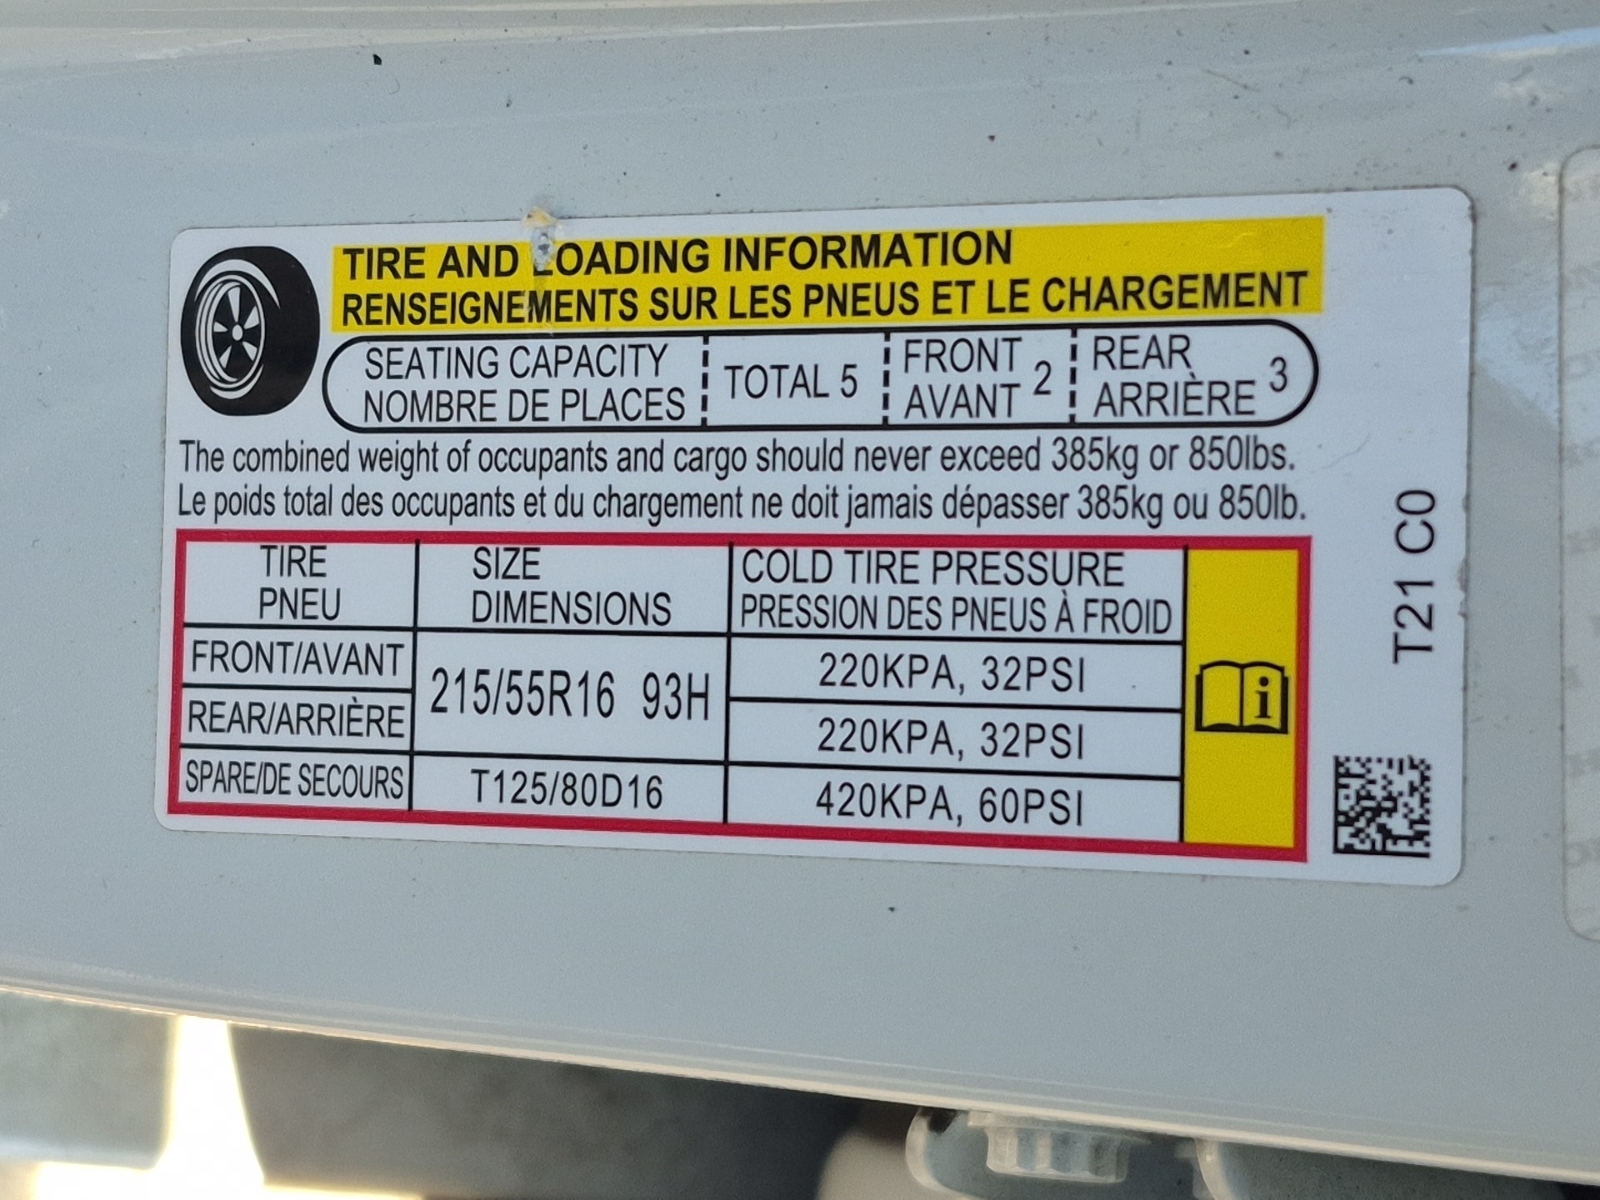 TIRE AND LOADING INFORMATION
RENSEIGNEMENTS SUR LES PNEUS ET LE CHARGEMENT
SEATING CAPACITY
NOMBRE DE PLACES
TOTAL 5
FRONT
AVANT 2
REAR
ARRIÈRE 3
The combined weight of occupants and cargo should never exceed 385kg or 850lbs.
Le poids total des occupants et du chargement ne doit jamais dépasser 385kg ou 850lb.
TIRE
PNEU
SIZE
DIMENSIONS
COLD TIRE PRESSURE
PRESSION DES PNEUS À FROID
FRONT/AVANT
215/55R16 93H
220KPA, 32PSI
REAR/ARRIÈRE
220KPA, 32PSI
SPARE/DE SECOURS
T125/80D16
420KPA, 60PSI
i
T21 C0